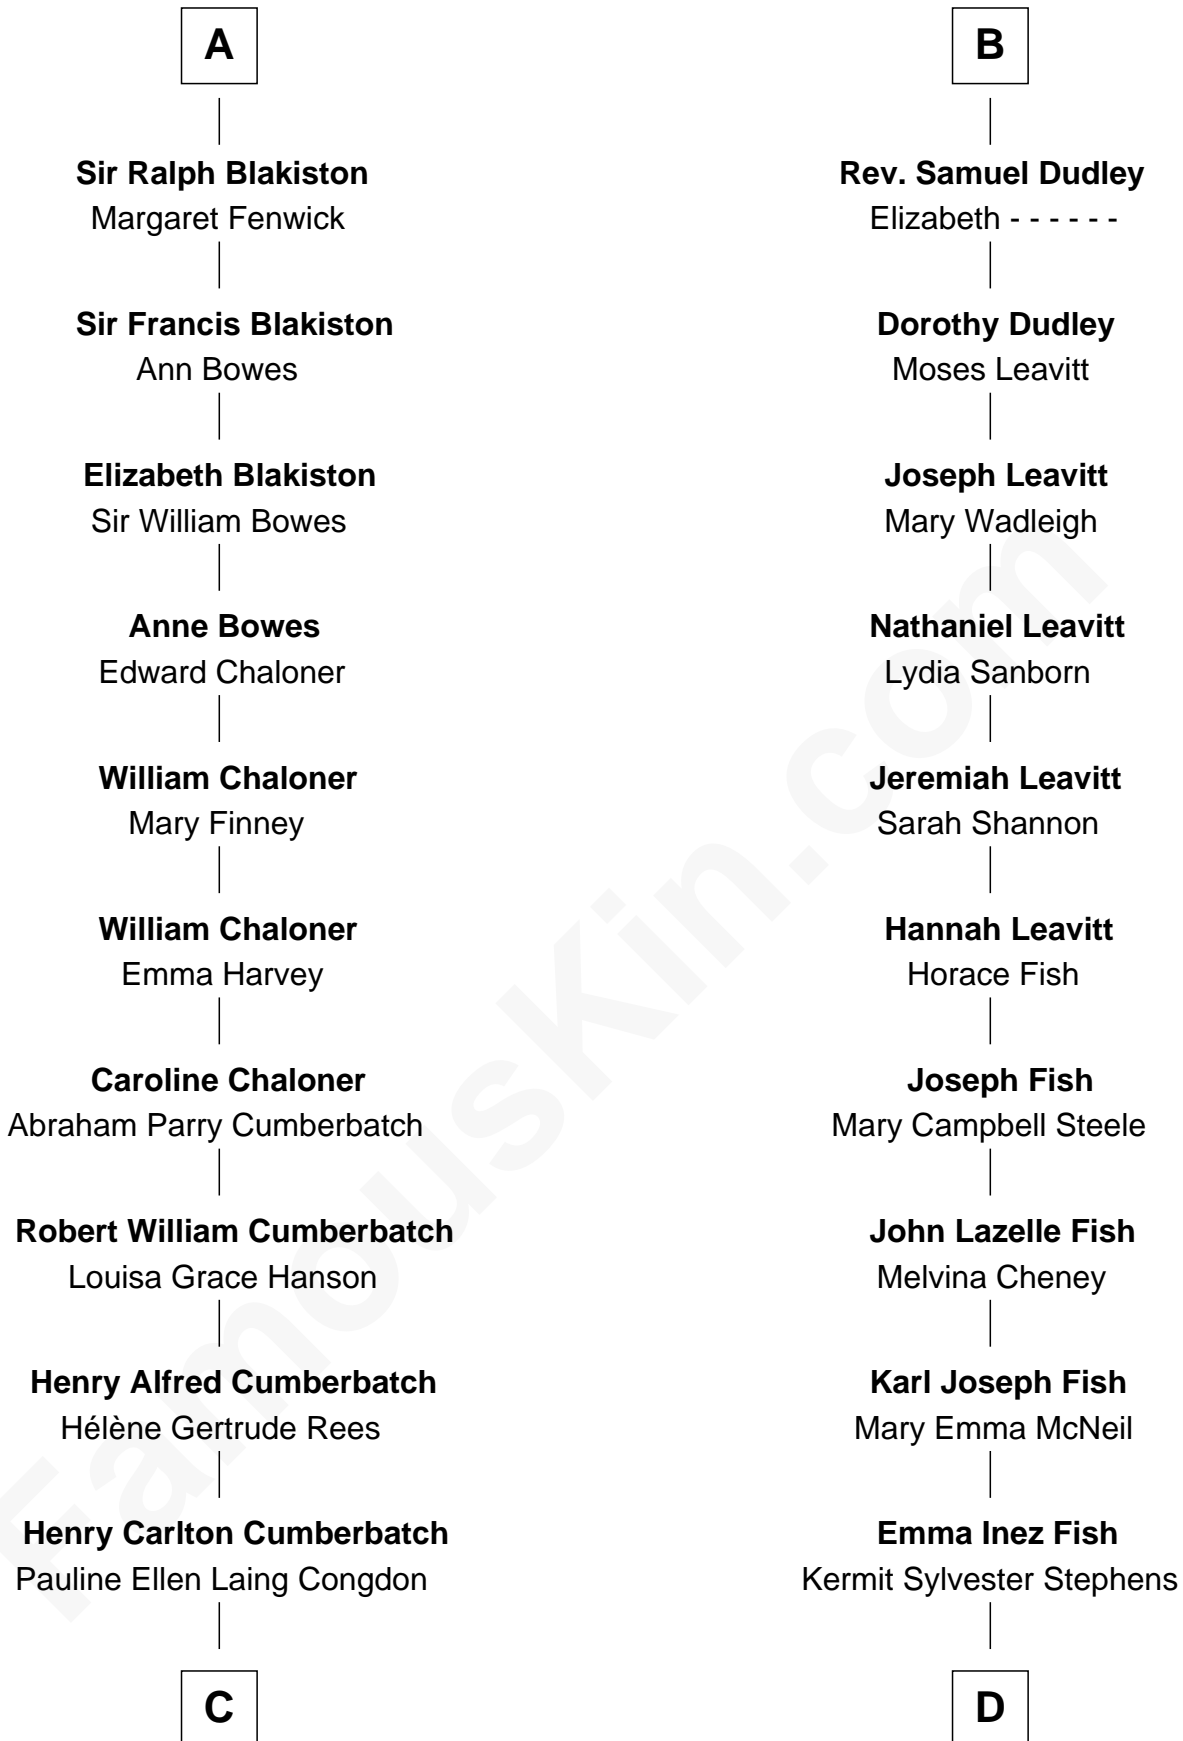 A
Sir Ralph Blakiston
Margaret Fenwick
Sir Francis Blakiston
Ann Bowes
Elizabeth Blakiston
Sir William Bowes
Anne Bowes
Edward Chaloner
William Chaloner
Mary Finney
William Chaloner
Emma Harvey
Caroline Chaloner
Abraham Parry Cumberbatch
Robert William Cumberbatch
Louisa Grace Hanson
Henry Alfred Cumberbatch
Hélène Gertrude Rees
Henry Carlton Cumberbatch
Pauline Ellen Laing Congdon
C
B
Rev. Samuel Dudley
Elizabeth - - - - - -
Dorothy Dudley
Moses Leavitt
Joseph Leavitt
Mary Wadleigh
Nathaniel Leavitt
Lydia Sanborn
Jeremiah Leavitt
Sarah Shannon
Hannah Leavitt
Horace Fish
Joseph Fish
Mary Campbell Steele
John Lazelle Fish
Melvina Cheney
Karl Joseph Fish
Mary Emma McNeil
Emma Inez Fish
Kermit Sylvester Stephens
D
FamousKin.com